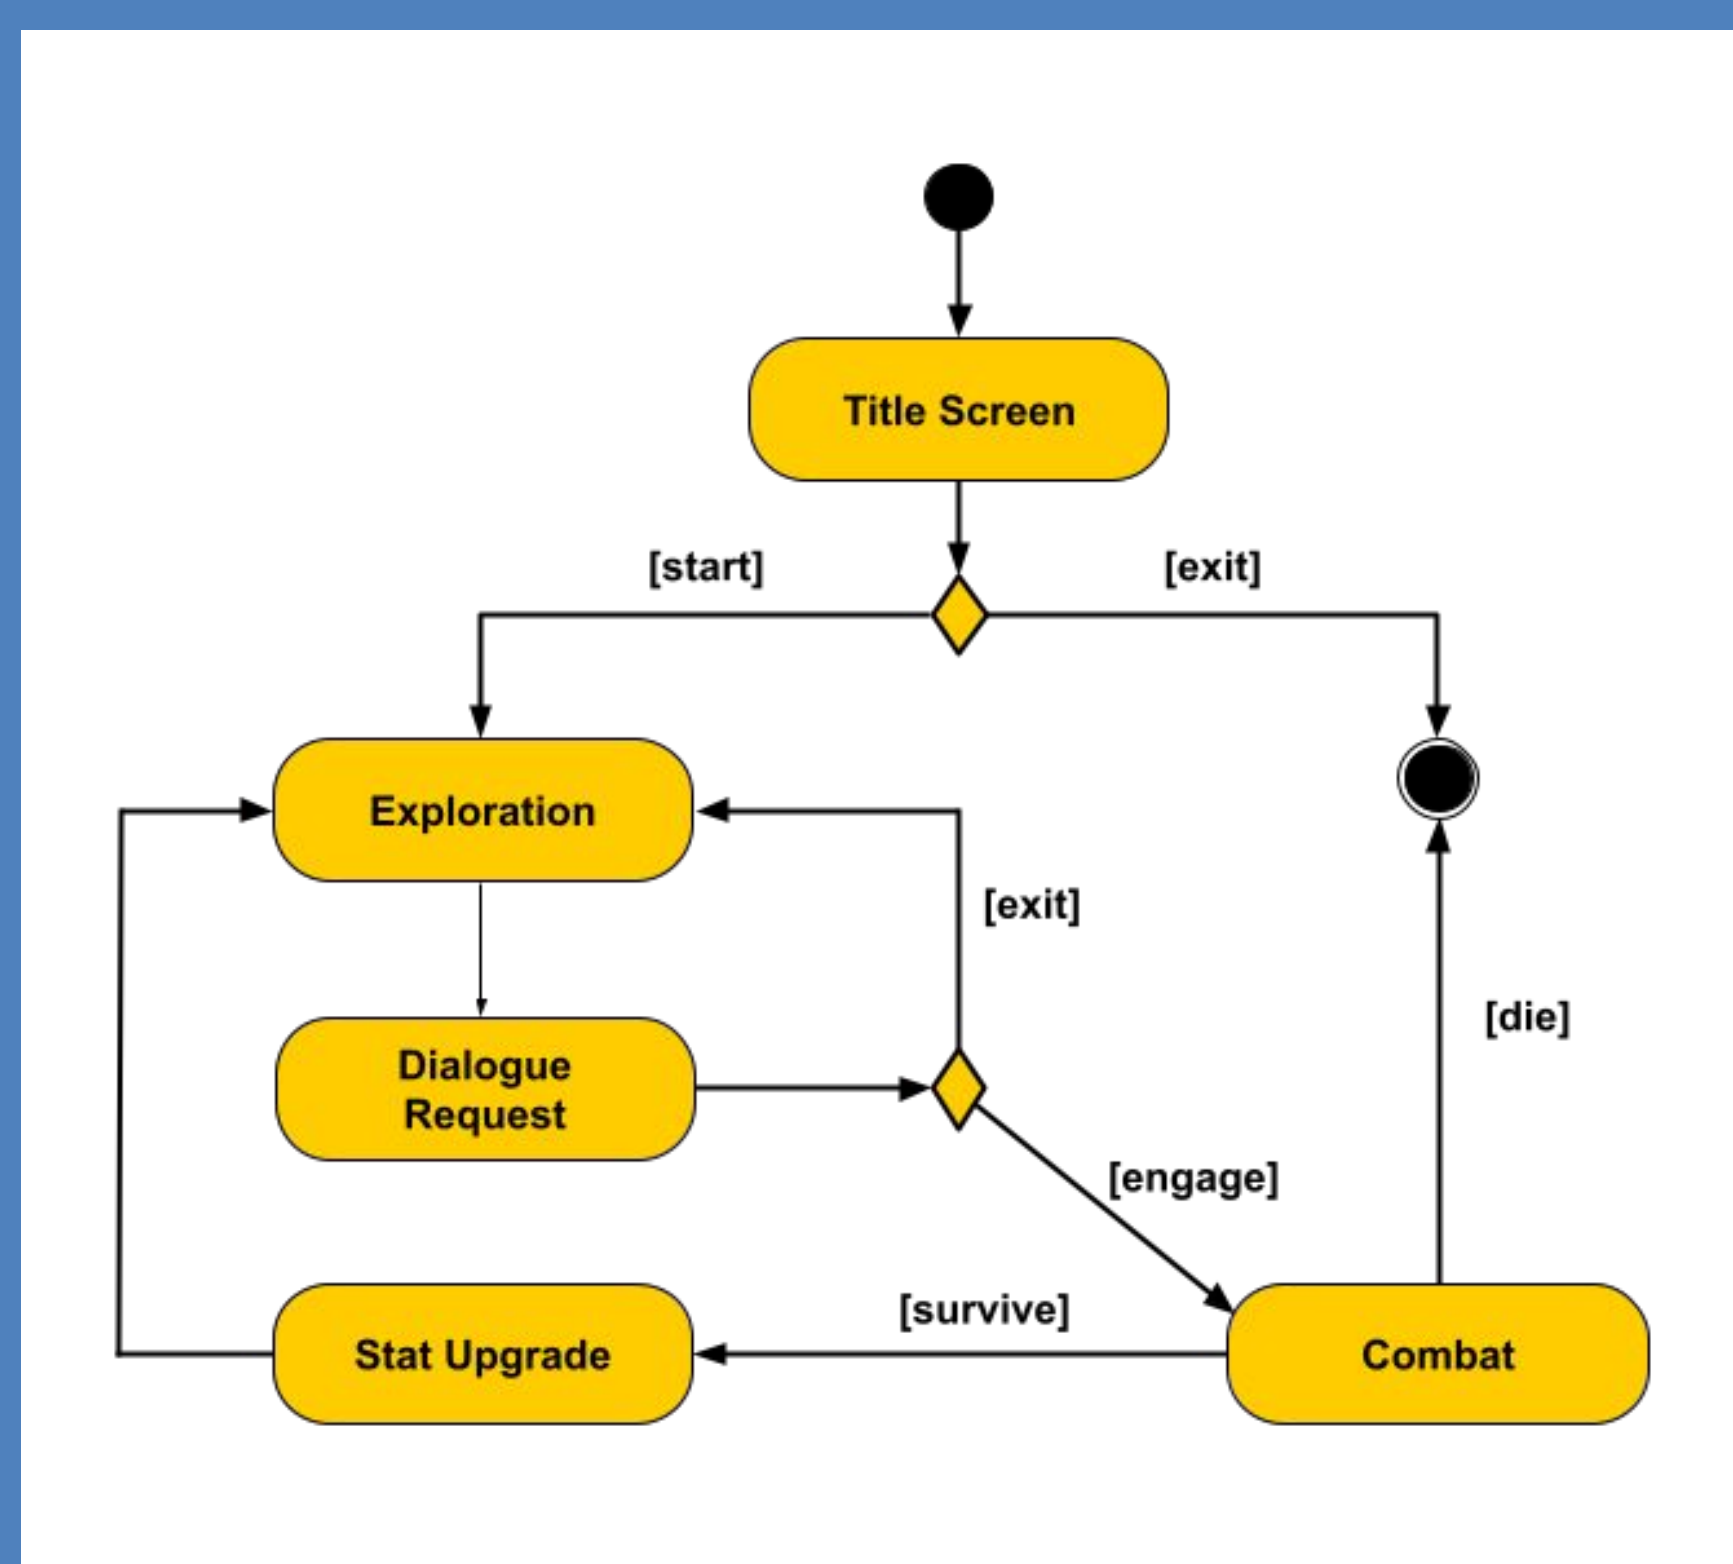 Title Screen
[start]
[exit]
Exploration
[exit]
[die]
Dialogue
Request
[engage]
[survive]
Stat Upgrade
Combat